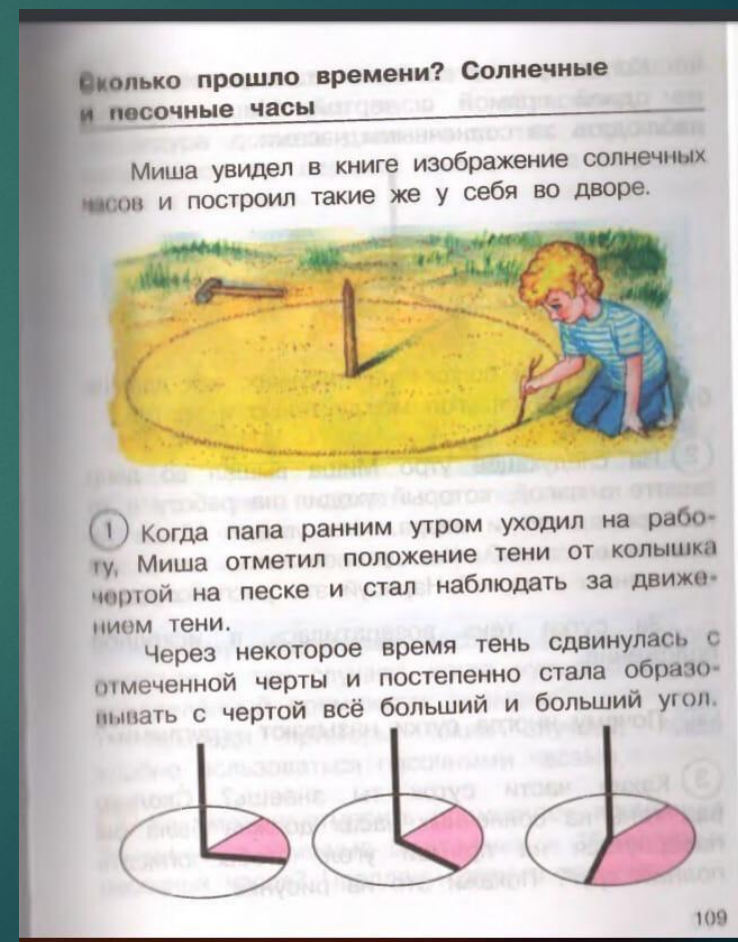 Сколько прошло времени? Солнечные
и песочные часы
Миша увидел в книге изображение солнечных
часов и построил такие же у себя во дворе.
1 Когда папа ранним утром уходил на рабо-
ту, Миша отметил положение тени от колышка
чертой на песке и стал наблюдать за движе-
нием тени.
Через некоторое время тень сдвинулась с
отмеченной черты и постепенно стала образо-
вывать с чертой всё больший и больший угол.
109